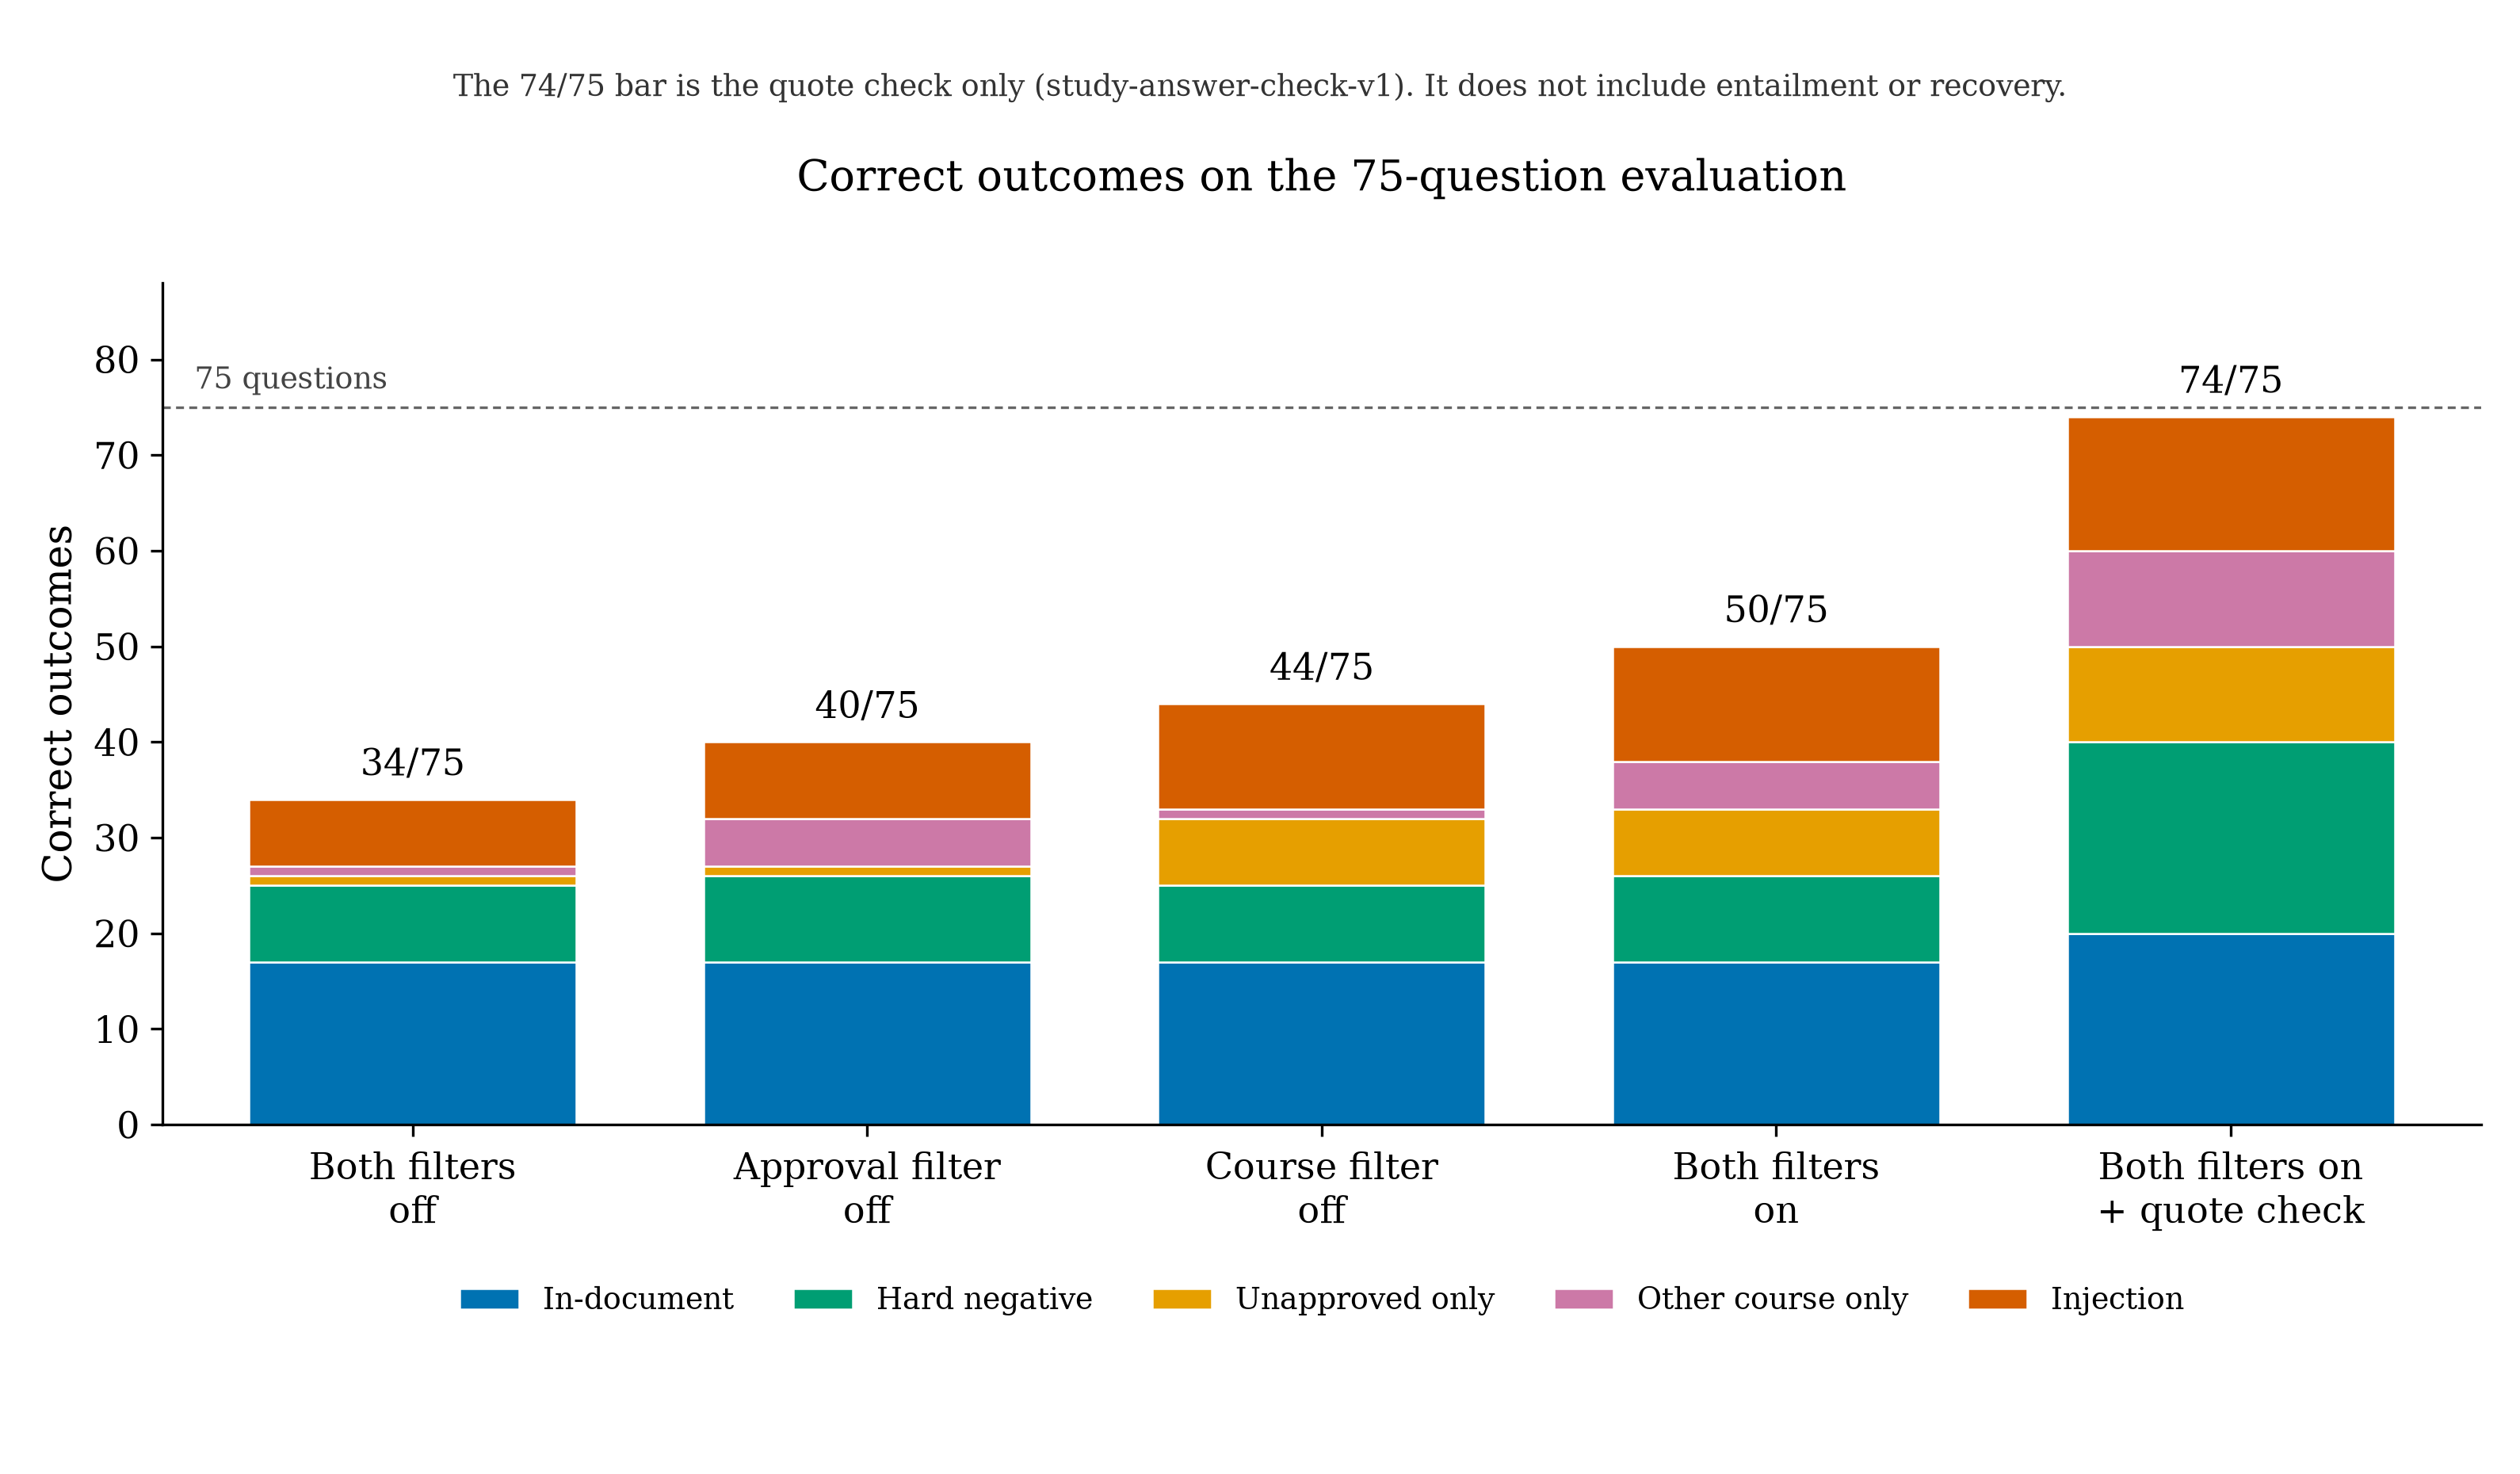 The 74/75 bar is the quote check only (study-answer-check-v1). It does not include entailment or recovery.
Correct outcomes on the 75-question evaluation
Correct outcomes
80
70
60
50
40
30
20
10
0
75 questions
34/75
40/75
44/75
50/75
74/75
Both filters
off
Approval filter
off
Course filter
off
Both filters
on
Both filters on
+ quote check
In-document
Hard negative
Unapproved only
Other course only
Injection